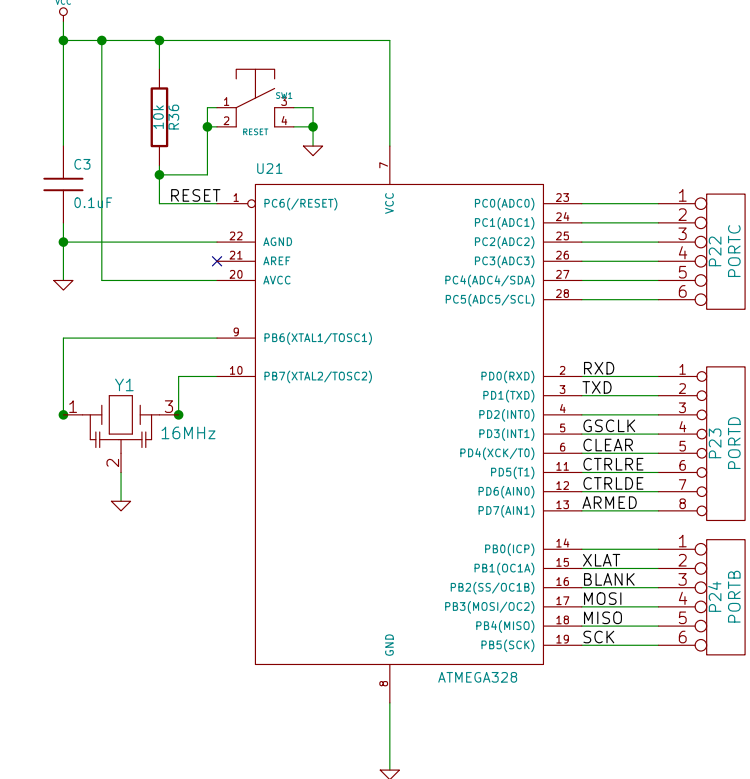 VCC
10k
R36
SW1
1
3
2
4
RESET
C3
0.1uF
U21
7
VCC
RESET
1
PC6(/RESET)
22
AGND
21
AREF
20
AVCC
9
PB6(XTAL1/TOSC1)
10
PB7(XTAL2/TOSC2)
Y1
1
3
2
16MHz
PC0(ADC0) 23 1
PC1(ADC1) 24 2
PC2(ADC2) 25 3
PC3(ADC3) 26 4
PC4(ADC4/SDA) 27 5
PC5(ADC5/SCL) 28 6
P22
PORTC
PD0(RXD) 2 RXD 1
PD1(TXD) 3 TXD 2
PD2(INT0) 4 3
PD3(INT1) 5 GSCLK 4
PD4(XCK/T0) 6 CLEAR 5
PD5(T1) 11 CTRLRE 6
PD6(AIN0) 12 CTRLDE 7
PD7(AIN1) 13 ARMED 8
P23
PORTD
PB0(ICP) 14 1
PB1(OC1A) 15 XLAT 2
PB2(SS/OC1B) 16 BLANK 3
PB3(MOSI/OC2) 17 MOSI 4
PB4(MISO) 18 MISO 5
PB5(SCK) 19 SCK 6
P24
PORTB
GND
8
ATMEGA328